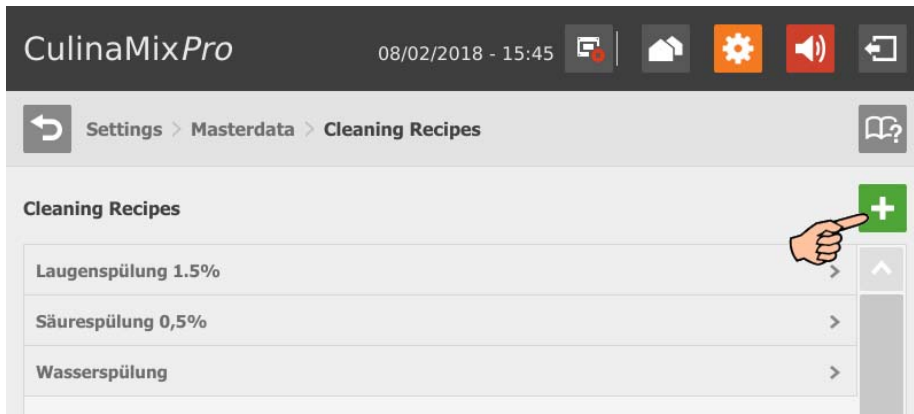 CulinaMixPro 08/02/2018 - 15:45
Settings > Masterdata > Cleaning Recipes
Cleaning Recipes
Laugenspülung 1.5%
Säurespülung 0,5%
Wasserspülung